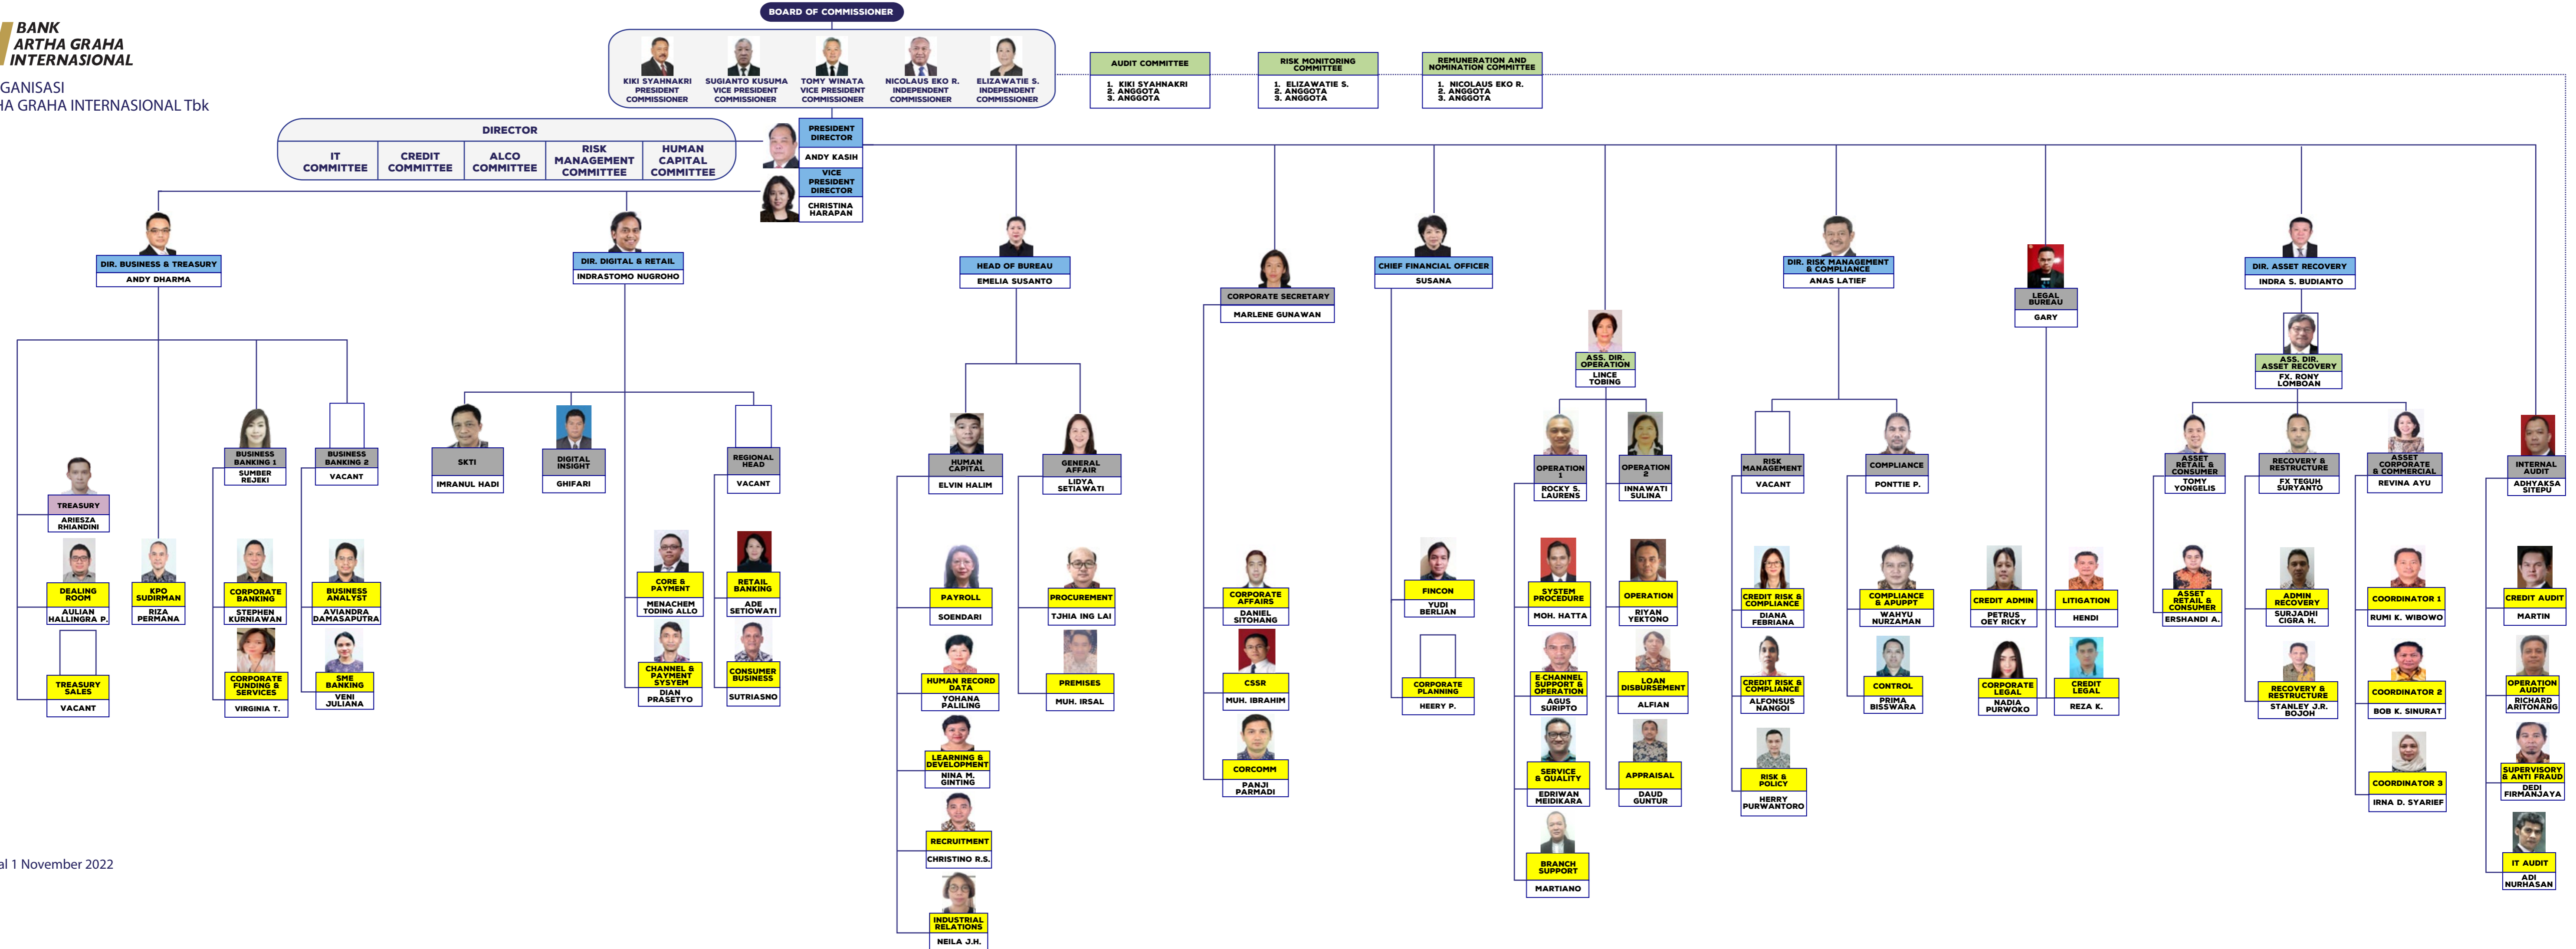 BANK
ARTHA GRAHA
INTERNASIONAL
GANISASI
HA GRAHA INTERNASIONAL Tbk
BOARD OF COMMISSIONER
KIKI SYAHNAKRI
PRESIDENT
COMMISSIONER
SUGIANTO KUSUMA
VICE PRESIDENT
COMMISSIONER
TOMY WINATA
VICE PRESIDENT
COMMISSIONER
NICOLAUS EKO R.
INDEPENDENT
COMMISSIONER
ELIZAWATIE S.
INDEPENDENT
COMMISSIONER
AUDIT COMMITTEE
1. KIKI SYAHNAKRI
2. ANGGOTA
3. ANGGOTA
RISK MONITORING
COMMITTEE
1. ELIZAWATIE S.
2. ANGGOTA
3. ANGGOTA
REMUNERATION AND
NOMINATION COMMITTEE
1. NICOLAUS EKO R.
2. ANGGOTA
3. ANGGOTA
DIRECTOR
IT
COMMITTEE
CREDIT
COMMITTEE
ALCO
COMMITTEE
RISK
MANAGEMENT
COMMITTEE
HUMAN
CAPITAL
COMMITTEE
PRESIDENT
DIRECTOR
ANDY KASIH
VICE
PRESIDENT
DIRECTOR
CHRISTINA
HARAPAN
DIR. BUSINESS & TREASURY
ANDY DHARMA
DIR. DIGITAL & RETAIL
INDRASTOMO NUGROHO
HEAD OF BUREAU
EMELIA SUSANTO
CORPORATE SECRETARY
MARLENE GUNAWAN
CHIEF FINANCIAL OFFICER
SUSANA
ASS. DIR.
OPERATION
LINCE
TOBING
DIR. RISK MANAGEMENT
& COMPLIANCE
ANAS LATIEF
LEGAL
BUREAU
GARY
DIR. ASSET RECOVERY
INDRA S. BUDIANTO
ASS. DIR.
ASSET RECOVERY
FX. RONY
LOMBOAN
TREASURY
ARIESZA
RHIANDINI
BUSINESS
BANKING 1
SUMBER
REJEKI
BUSINESS
BANKING 2
VACANT
SKTI
IMRANUL HADI
DIGITAL
INSIGHT
GHIFARI
REGIONAL
HEAD
VACANT
HUMAN
CAPITAL
ELVIN HALIM
GENERAL
AFFAIR
LIDYA
SETIAWATI
OPERATION
1
ROCKY S.
LAURENS
OPERATION
2
INNAWATI
SULINA
RISK
MANAGEMENT
VACANT
COMPLIANCE
PONTTIE P.
ASSET
RETAIL &
CONSUMER
TOMY
YONGELIS
RECOVERY &
RESTRUCTURE
FX TEGUH
SURYANTO
ASSET
CORPORATE
& COMMERCIAL
REVINA AYU
INTERNAL
AUDIT
ADHYAKSA
SITEPU
DEALING
ROOM
AULIAN
HALLINGRA P.
KPO
SUDIRMAN
RIZA
PERMANA
CORPORATE
BANKING
STEPHEN
KURNIAWAN
BUSINESS
ANALYST
AVIANDRA
DAMASAPUTRA
CORE &
PAYMENT
MENACHEM
TODING ALLO
RETAIL
BANKING
ADE
SETIOWATI
PAYROLL
SOENDARI
PROCUREMENT
TJHIA ING LAI
CORPORATE
AFFAIRS
DANIEL
SITOHANG
FINCON
YUDI
BERLIAN
SYSTEM
PROCEDURE
MOH. HATTA
OPERATION
RIYAN
YEKTONO
CREDIT RISK &
COMPLIANCE
DIANA
FEBRIANA
COMPLIANCE
& APUPPT
WAHYU
NURZAMAN
CREDIT ADMIN
PETRUS
OEY RICKY
LITIGATION
HENDI
ASSET
RETAIL &
CONSUMER
ERSHANDI A.
ADMIN
RECOVERY
SURJADHI
CIGRA H.
COORDINATOR 1
RUMI K. WIBOWO
CREDIT AUDIT
MARTIN
TREASURY
SALES
VACANT
CORPORATE
FUNDING &
SERVICES
VIRGINIA T.
SME
BANKING
VENI
JULIANA
CHANNEL &
PAYMENT
SYSYEM
DIAN
PRASETYO
CONSUMER
BUSINESS
SUTRIASNO
HUMAN RECORD
DATA
YOHANA
PALILING
PREMISES
MUH. IRSAL
CSSR
MUH. IBRAHIM
CORPORATE
PLANNING
HEERY P.
E-CHANNEL
SUPPORT &
OPERATION
AGUS
SURIPTO
LOAN
DISBURSEMENT
ALFIAN
CREDIT RISK &
COMPLIANCE
ALFONSUS
NANGOI
CONTROL
PRIMA
BISSWARA
CORPORATE
LEGAL
NADIA
PURWOKO
CREDIT
LEGAL
REZA K.
RECOVERY &
RESTRUCTURE
STANLEY J.R.
BOJOH
COORDINATOR 2
BOB K. SINURAT
OPERATION
AUDIT
RICHARD
ARITONANG
LEARNING &
DEVELOPMENT
NINA M.
GINTING
CORCOMM
PANJI
PARMADI
SERVICE
& QUALITY
EDRIWAN
MEIDIKARA
APPRAISAL
DAUD
GUNTUR
RISK &
POLICY
HERRY
PURWANTORO
COORDINATOR 3
IRNA D. SYARIEF
SUPERVISORY
& ANTI FRAUD
DEDI
FIRMANJAYA
RECRUITMENT
CHRISTINO R.S.
BRANCH
SUPPORT
MARTIANO
IT AUDIT
ADI
NURHASAN
al 1 November 2022
INDUSTRIAL
RELATIONS
NEILA J.H.